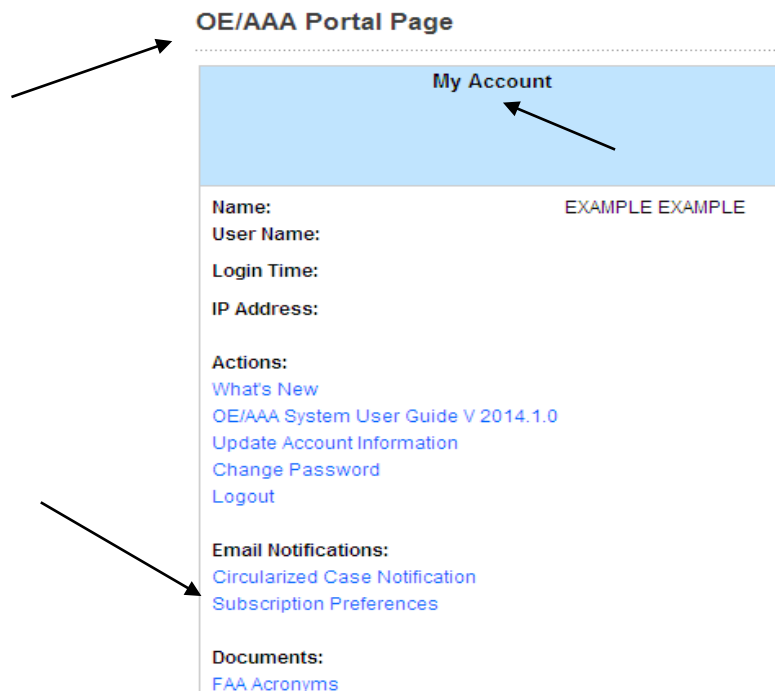 OE/AAA Portal Page
My Account
Name: EXAMPLE EXAMPLE
User Name:
Login Time:
IP Address:
Actions:
What's New
OE/AAA System User Guide V 2014.1.0
Update Account Information
Change Password
Logout
Email Notifications:
Circularized Case Notification
Subscription Preferences
Documents:
FAA Acronyms